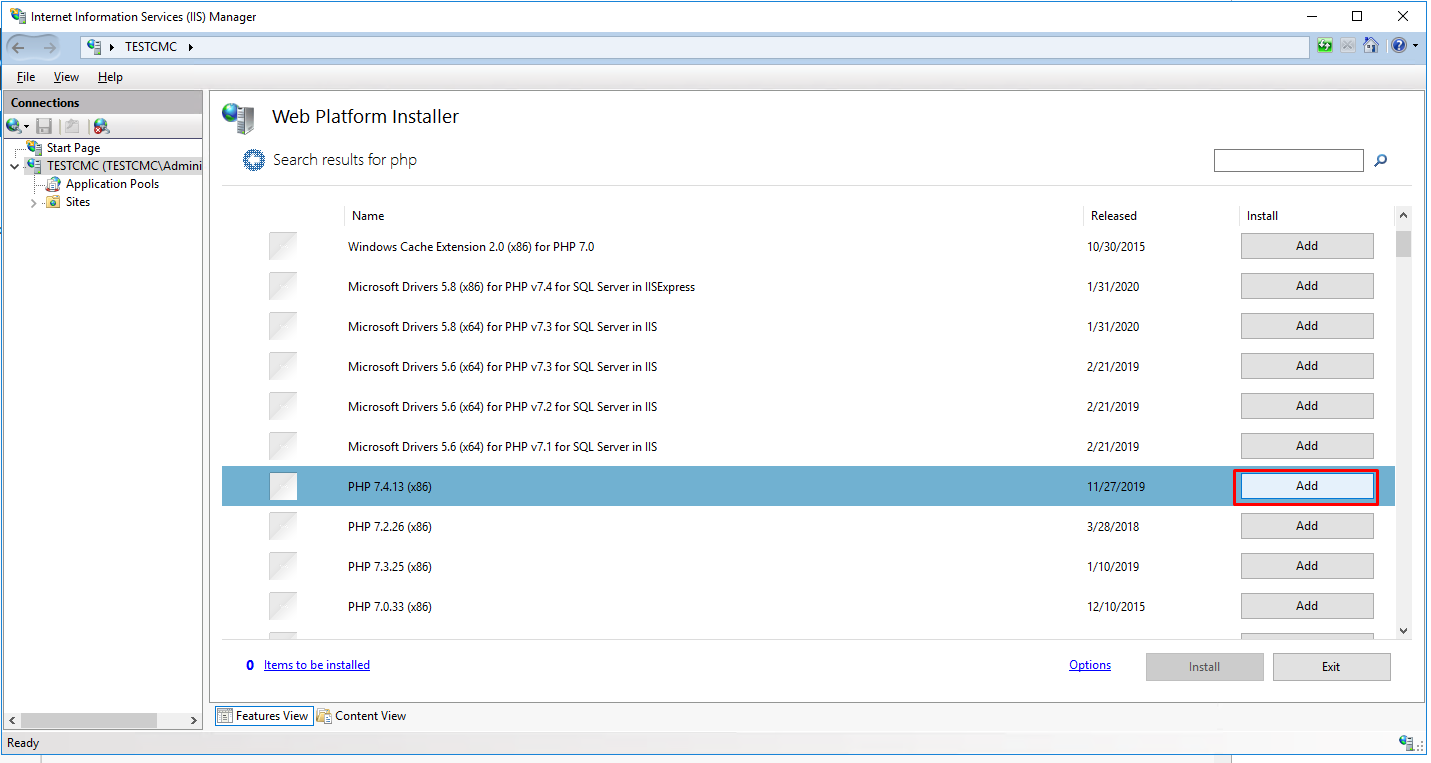 Internet Information Services (IIS) Manager
TESTCMC
File View Help
Connections
Start Page
TESTCMC (TESTCMC\Admini
Application Pools
Sites
Web Platform Installer
Search results for php
Name Released Install
Windows Cache Extension 2.0 (x86) for PHP 7.0 10/30/2015 Add
Microsoft Drivers 5.8 (x86) for PHP v7.4 for SQL Server in IISExpress 1/31/2020 Add
Microsoft Drivers 5.8 (x64) for PHP v7.3 for SQL Server in IIS 1/31/2020 Add
Microsoft Drivers 5.6 (x64) for PHP v7.3 for SQL Server in IIS 2/21/2019 Add
Microsoft Drivers 5.6 (x64) for PHP v7.2 for SQL Server in IIS 2/21/2019 Add
Microsoft Drivers 5.6 (x64) for PHP v7.1 for SQL Server in IIS 2/21/2019 Add
PHP 7.4.13 (x86) 11/27/2019 Add
PHP 7.2.26 (x86) 3/28/2018 Add
PHP 7.3.25 (x86) 1/10/2019 Add
PHP 7.0.33 (x86) 12/10/2015 Add
0 Items to be installed Options Install Exit
Features View Content View
Ready